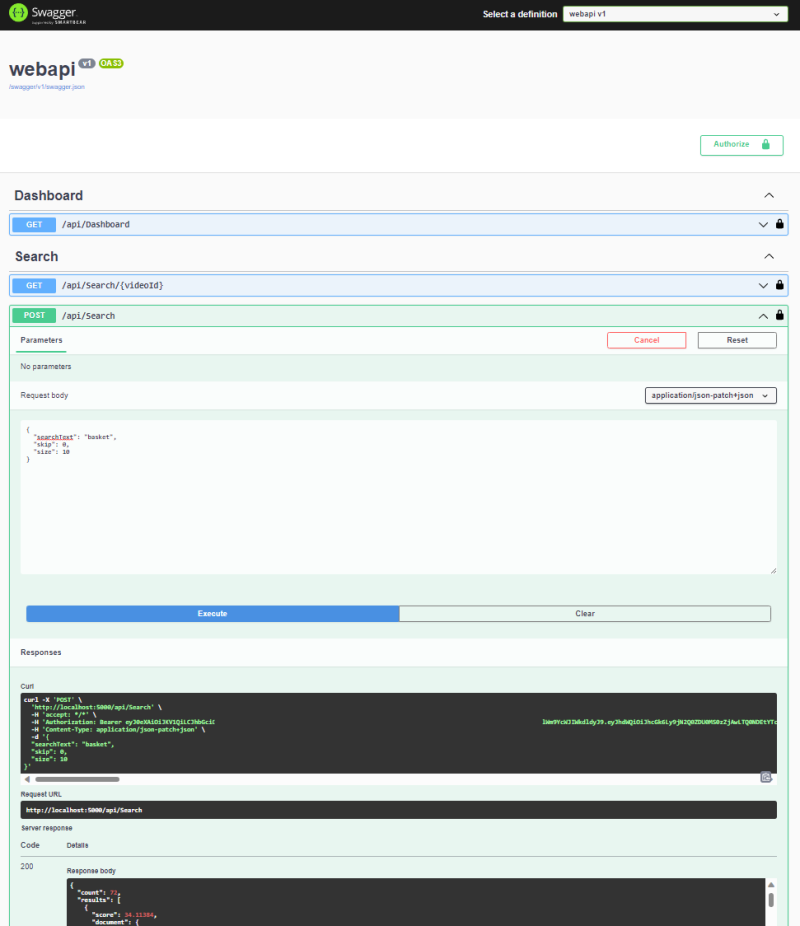 Swagger
Supported by SMARTBEAR
Select a definition
webapi v1
webapi v1 OAS3
/swagger/v1/swagger.json
Authorize
Dashboard
GET /api/Dashboard
Search
GET /api/Search/{videoId}
POST /api/Search
Parameters
Cancel
Reset
No parameters
Request body
application/json-patch+json
{
"searchText": "basket",
"skip": 0,
"size": 10
}
Execute
Clear
Responses
Curl
curl -X 'POST' \
'http://localhost:5000/api/Search' \
-H 'accept: */*' \
-H 'Authorization: Bearer
-H 'Content-Type: application/json-patch+json' \
-d '{
"searchText": "basket",
"skip": 0,
"size": 10
}'
Request URL
http://localhost:5000/api/Search
Server response
Code Details
200
Response body
{
"count": 72,
"results": [
{
"score": 34.11384,
"document": {